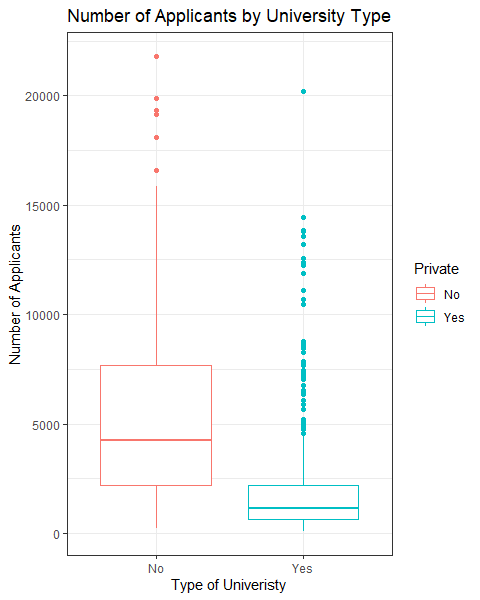 Number of Applicants by University Type
Number of Applicants
20000
15000
10000
5000
0
No
Yes
Type of Univeristy
Private
No
Yes